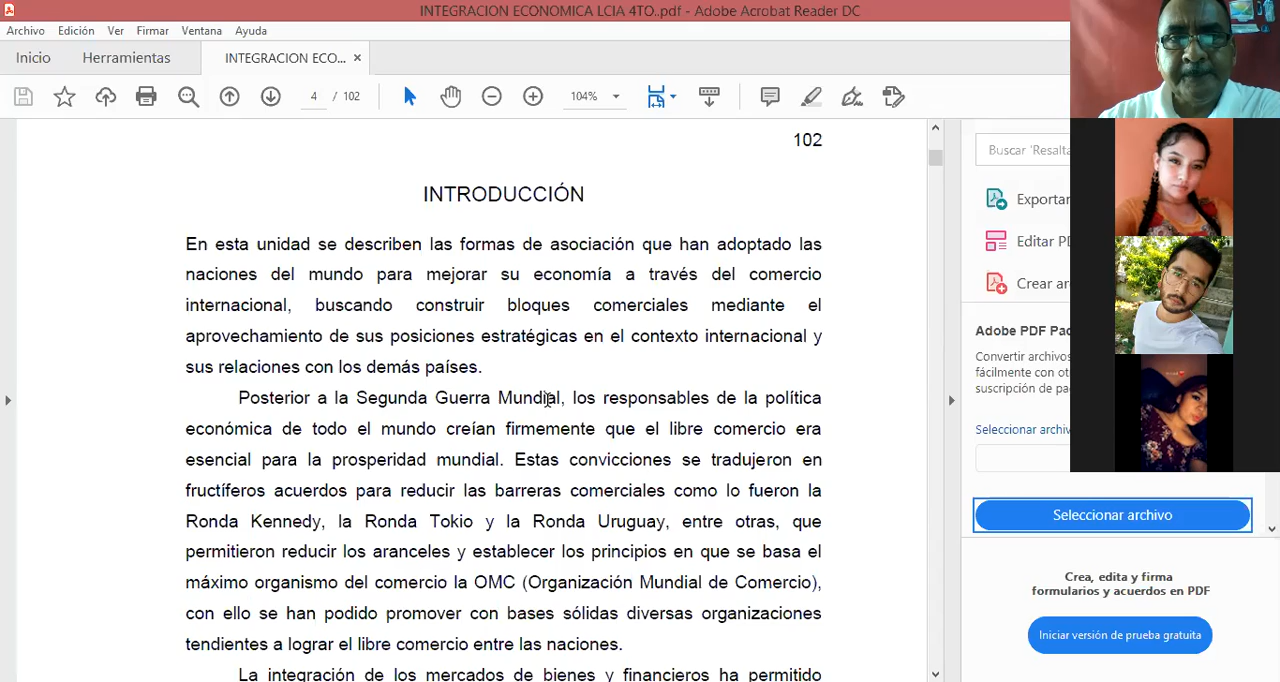 INTEGRACION ECONOMICA LCIA 4TO..pdf - Adobe Acrobat Reader DC
Archivo Edición Ver Firmar Ventana Ayuda
Inicio Herramientas INTEGRACION ECO... ×
4 / 102 104%
102
INTRODUCCIÓN
En esta unidad se describen las formas de asociación que han adoptado las
naciones del mundo para mejorar su economía a través del comercio
internacional, buscando construir bloques comerciales mediante el
aprovechamiento de sus posiciones estratégicas en el contexto internacional y
sus relaciones con los demás países.
Posterior a la Segunda Guerra Mundial, los responsables de la política
económica de todo el mundo creían firmemente que el libre comercio era
esencial para la prosperidad mundial. Estas convicciones se tradujeron en
fructíferos acuerdos para reducir las barreras comerciales como lo fueron la
Ronda Kennedy, la Ronda Tokio y la Ronda Uruguay, entre otras, que
permitieron reducir los aranceles y establecer los principios en que se basa el
máximo organismo del comercio la OMC (Organización Mundial de Comercio),
con ello se han podido promover con bases sólidas diversas organizaciones
tendientes a lograr el libre comercio entre las naciones.
La integración de los mercados de bienes y financieros ha permitido
Buscar 'Resalta
Exportar
Editar PD
Crear ar
Adobe PDF Pac
Convertir archivos
fácilmente con ot
suscripción de pa
Seleccionar archiv
Seleccionar archivo
Crea, edita y firma
formularios y acuerdos en PDF
Iniciar versión de prueba gratuita